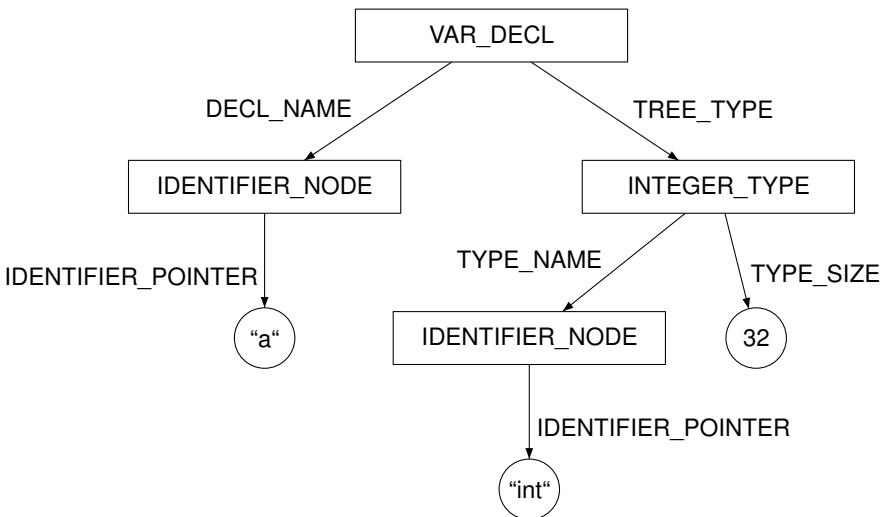 VAR_DECL
DECL_NAME
TREE_TYPE
IDENTIFIER_NODE
INTEGER_TYPE
IDENTIFIER_POINTER
TYPE_NAME
TYPE_SIZE
“a“
IDENTIFIER_NODE
32
IDENTIFIER_POINTER
“int“